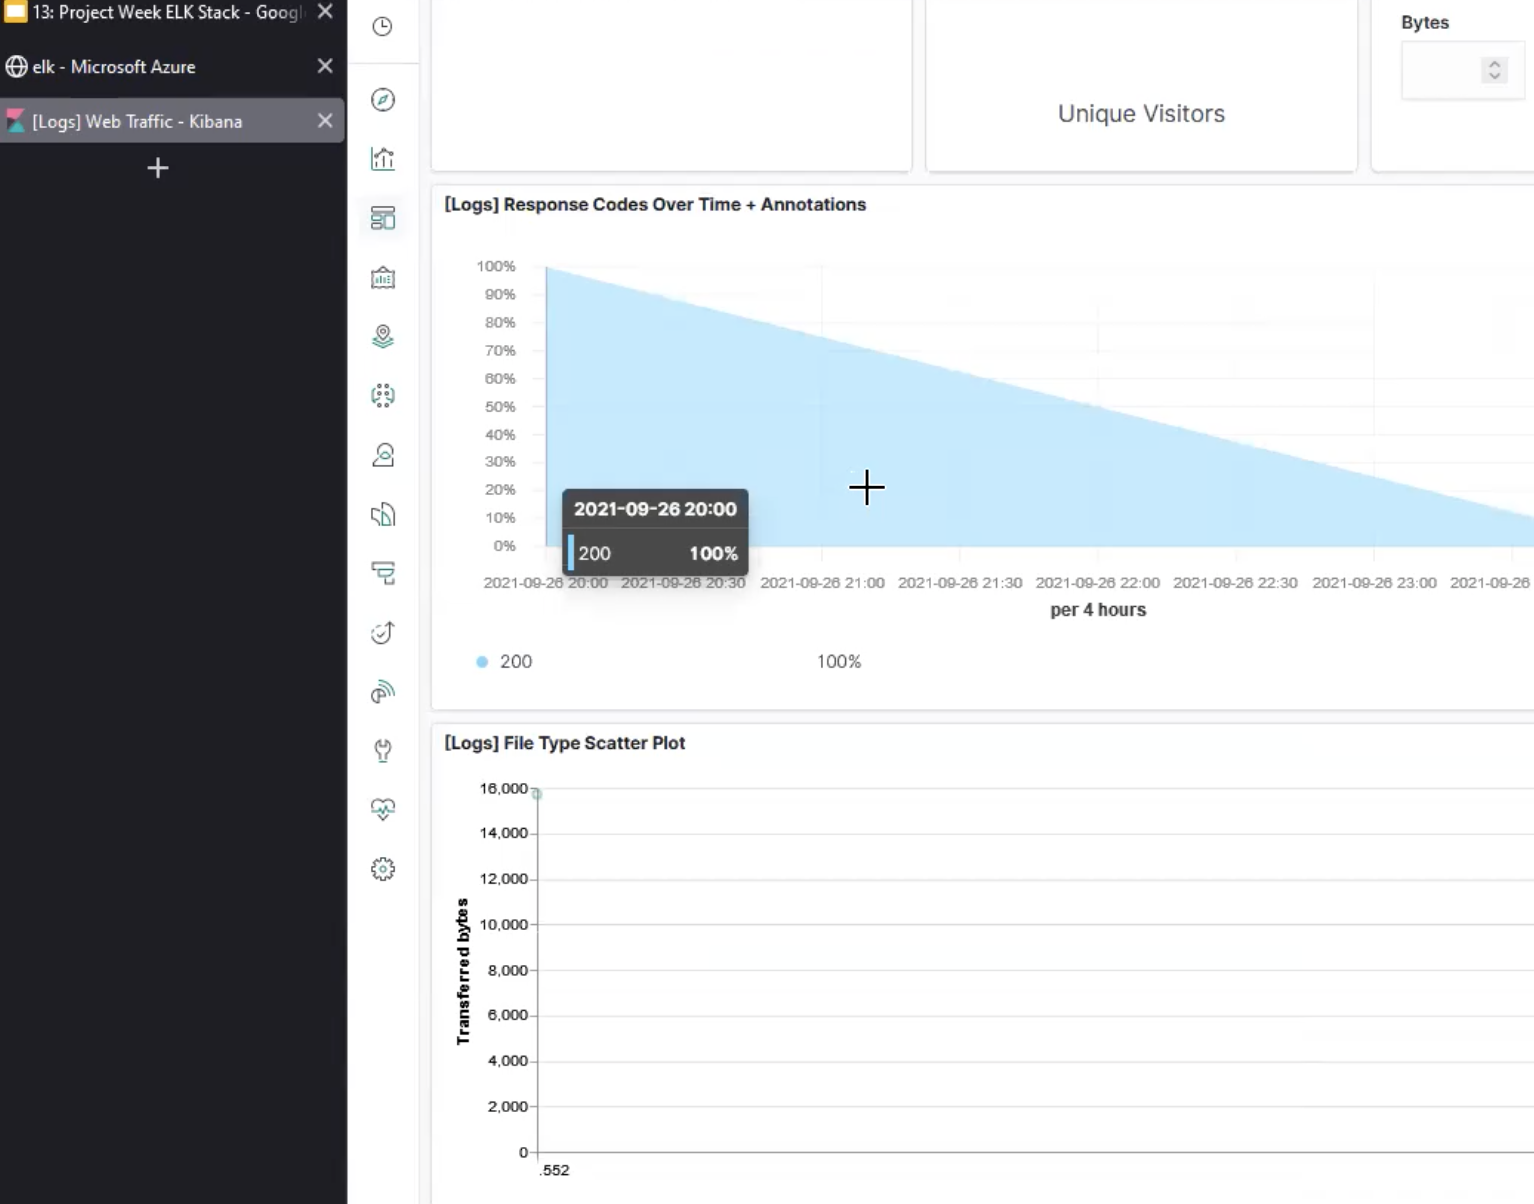 13: Project Week ELK Stack - Googl
elk - Microsoft Azure
[Logs] Web Traffic - Kibana
Unique Visitors
Bytes
[Logs] Response Codes Over Time + Annotations
100%
90%
80%
70%
60%
50%
40%
30%
20%
10%
0%
2021-09-26 20:00
200 100%
2021-09-26 20:00 2021-09-26 20:30 2021-09-26 21:00 2021-09-26 21:30 2021-09-26 22:00 2021-09-26 22:30 2021-09-26 23:00 2021-09-26
per 4 hours
200 100%
[Logs] File Type Scatter Plot
16,000
14,000
12,000
10,000
8,000
6,000
4,000
2,000
0
Transferred bytes
.552